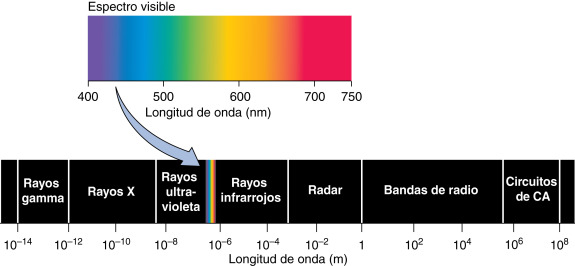 Espectro visible
400 500 600 700 750
Longitud de onda (nm)
Rayos gamma
Rayos X
Rayos ultra-violeta
Rayos infrarrojos
Radar
Bandas de radio
Circuitos de CA
10⁻¹⁴ 10⁻¹² 10⁻¹⁰ 10⁻⁸ 10⁻⁶ 10⁻⁴ 10⁻² 1 10² 10⁴ 10⁶ 10⁸
Longitud de onda (m)